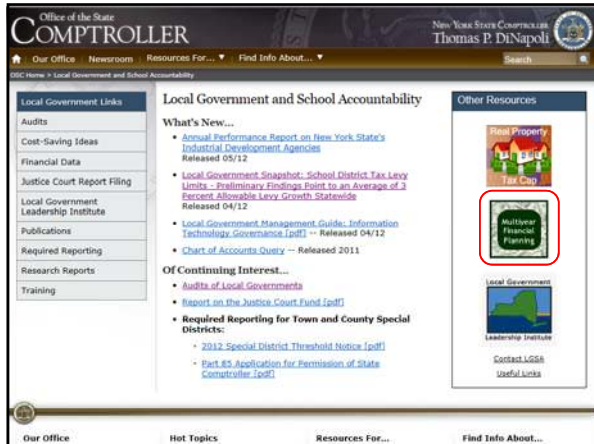 Office of the State
COMPTROLLER
NEW YORK STATE COMPTROLLER
Thomas P. DiNapoli
Our Office Newsroom Resources For... ▼ Find Info About... ▼
Search
OSC Home > Local Government and School Accountability
Local Government Links
Audits
Cost-Saving Ideas
Financial Data
Justice Court Report Filing
Local Government
Leadership Institute
Publications
Required Reporting
Research Reports
Training
Local Government and School Accountability
What's New...
• Annual Performance Report on New York State's
Industrial Development Agencies
Released 05/12
• Local Government Snapshot: School District Tax Levy
Limits - Preliminary Findings Point to an Average of 3
Percent Allowable Levy Growth Statewide
Released 04/12
• Local Government Management Guide: Information
Technology Governance [pdf] -- Released 04/12
• Chart of Accounts Query -- Released 2011
Of Continuing Interest...
• Audits of Local Governments
• Report on the Justice Court Fund [pdf]
• Required Reporting for Town and County Special
Districts:
• 2012 Special District Threshold Notice [pdf]
• Part 85 Application for Permission of State
Comptroller [pdf]
Other Resources
Real Property
Tax Cap
Multiyear
Financial
Planning
Local Government
Leadership Institute
Contact LGSA
Useful Links
Our Office Hot Topics Resources For... Find Info About...